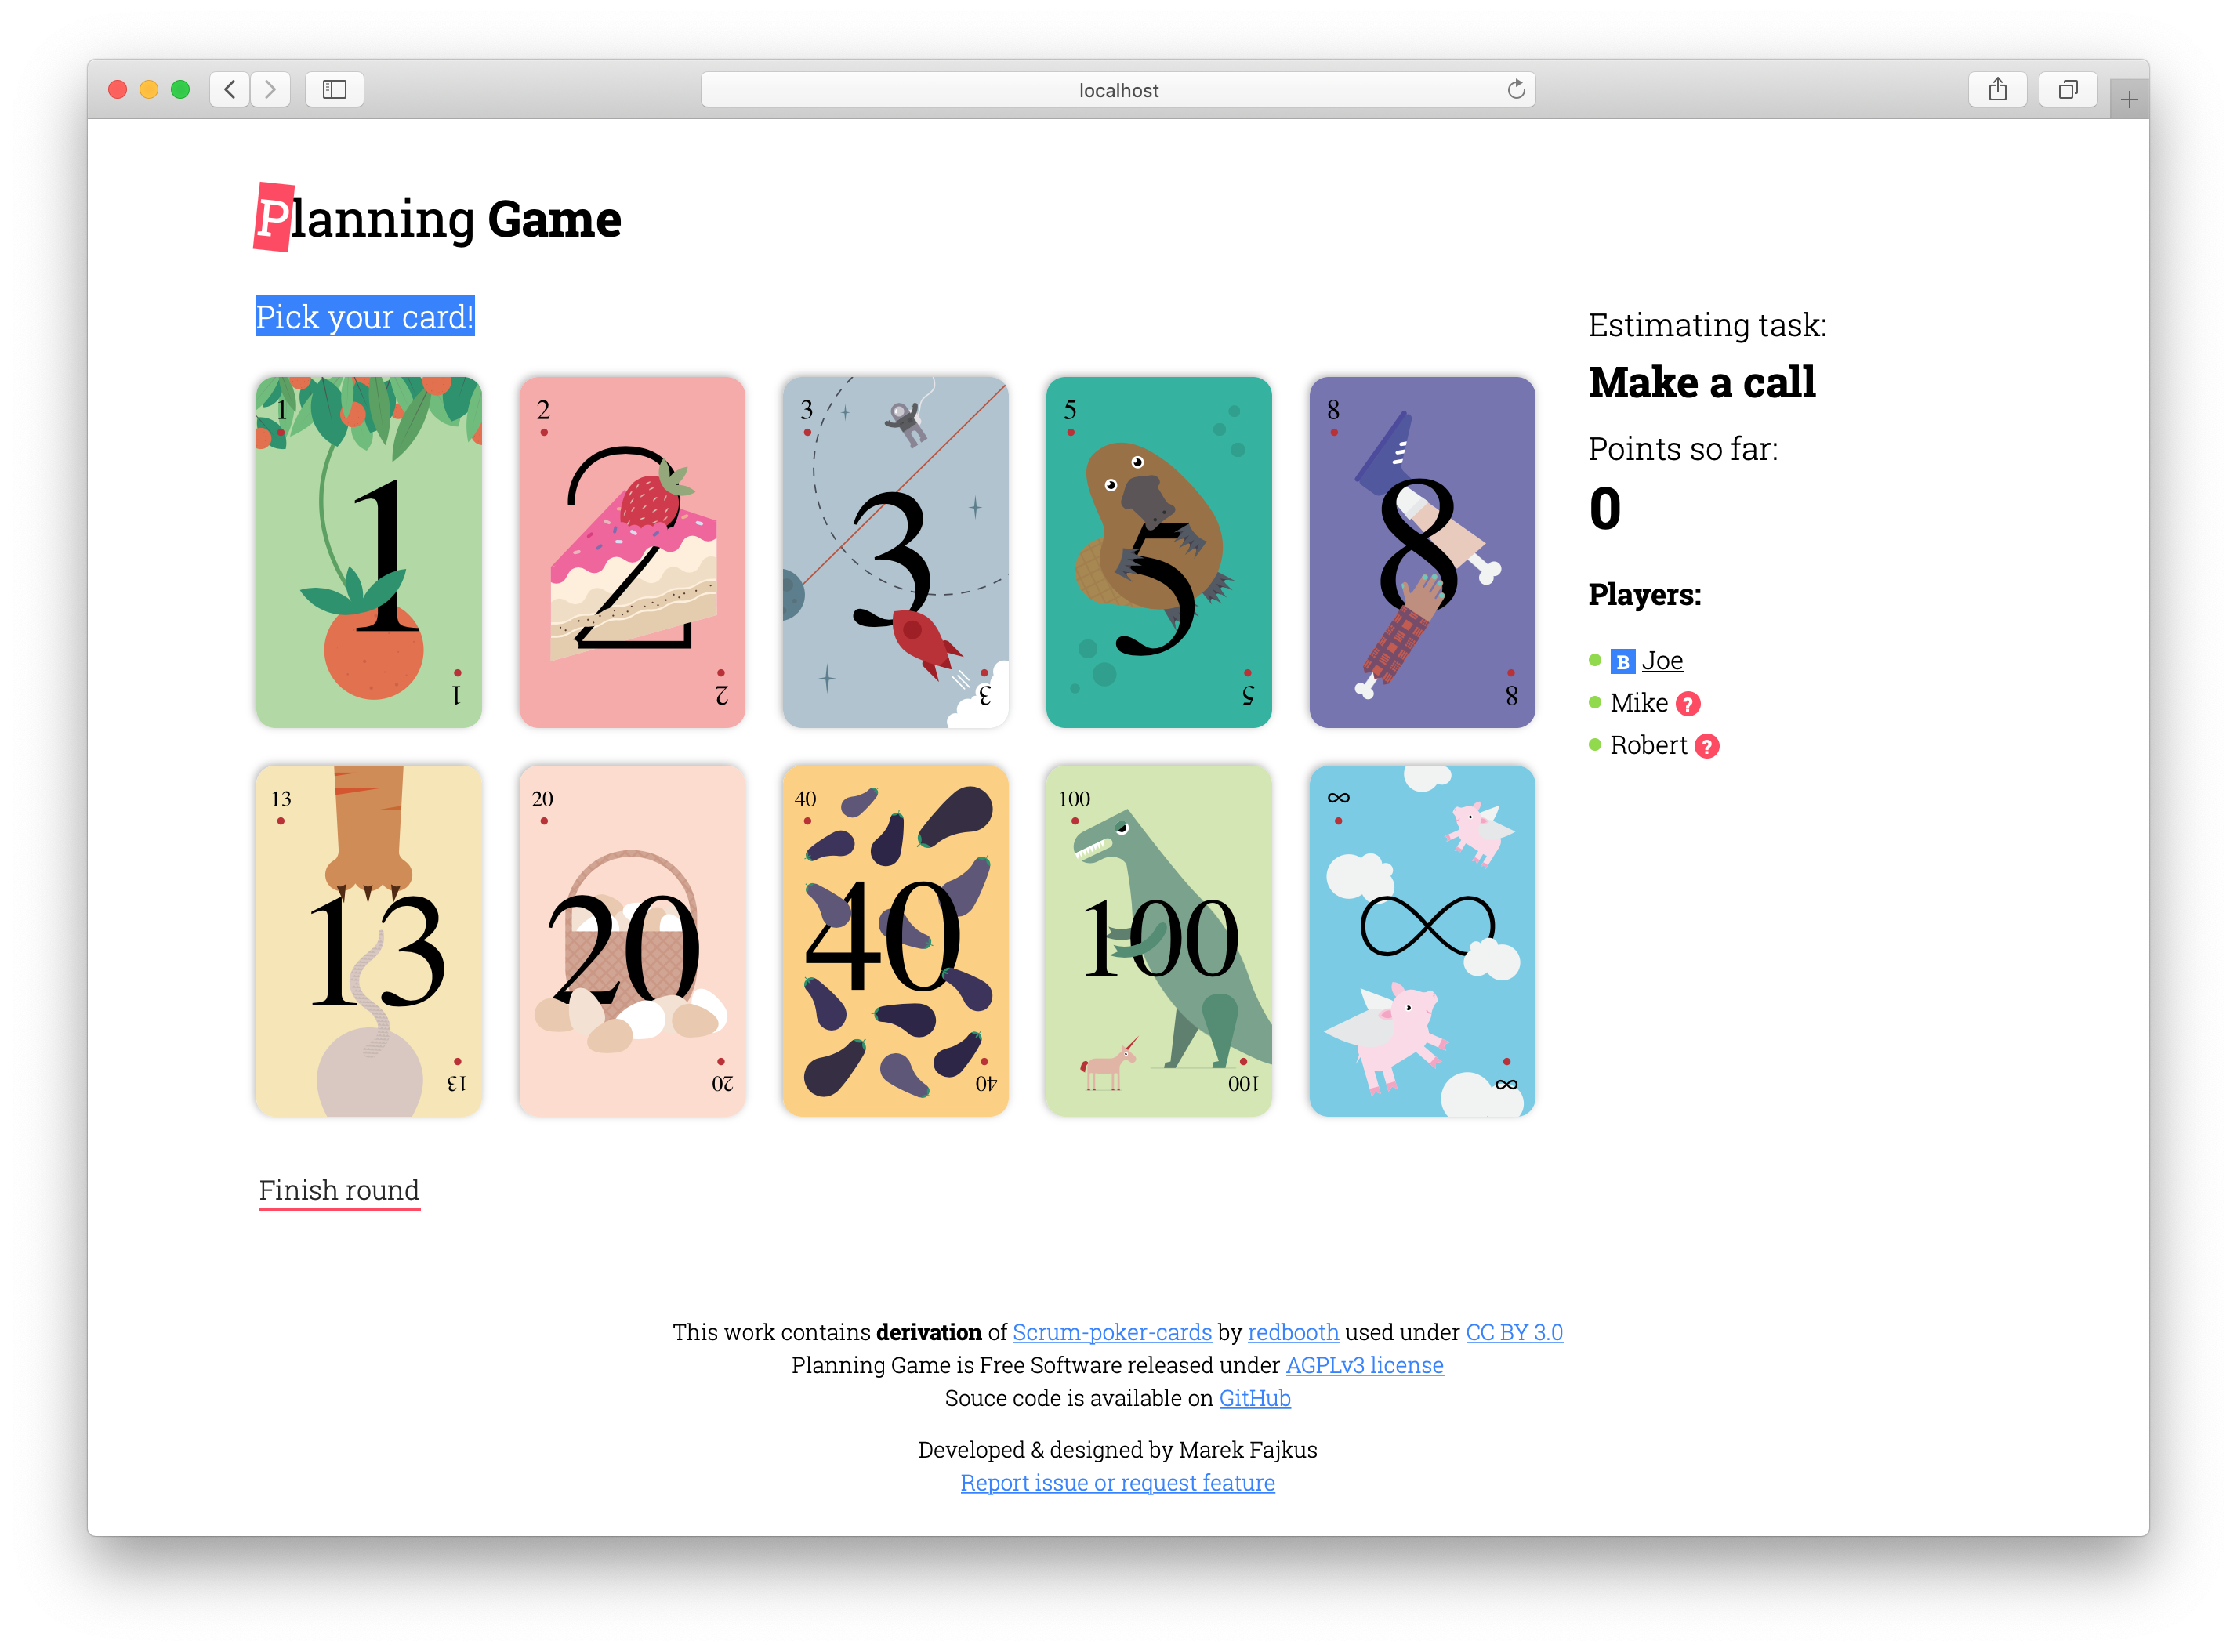 localhost
Planning Game
Pick your card!
Estimating task:
Make a call
Points so far:
0
Players:
B Joe
Mike ?
Robert ?
1 1 1
2 2 2
3 3 3
5 5 5
8 8 8
13 13 13
20 20 20
40 40 40
100 100 100
∞ ∞ ∞
Finish round
This work contains derivation of Scrum-poker-cards by redbooth used under CC BY 3.0
Planning Game is Free Software released under AGPLv3 license
Souce code is available on GitHub
Developed & designed by Marek Fajkus
Report issue or request feature